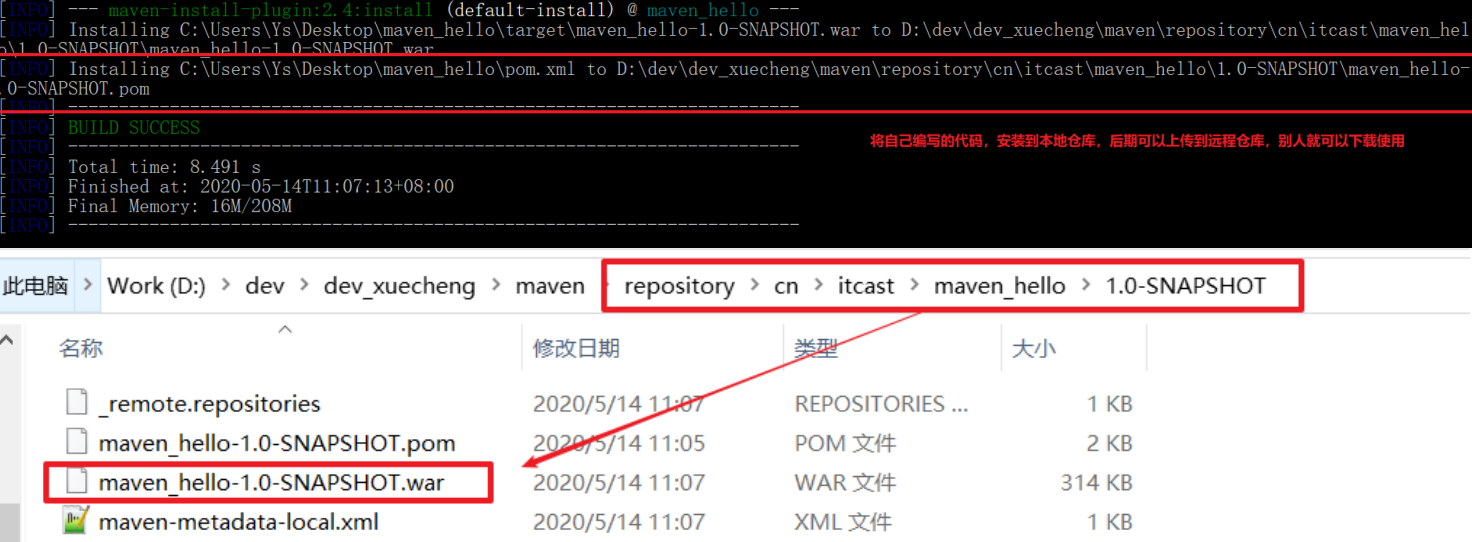 [INFO] --- maven-install-plugin:2.4:install (default-install) @ maven_hello ---
[INFO] Installing C:\Users\Ys\Desktop\maven_hello\target\maven_hello-1.0-SNAPSHOT.war to D:\dev\dev_xuecheng\maven\repository\cn\itcast\maven_hel
o\1.0-SNAPSHOT\maven_hello-1.0-SNAPSHOT.war
[INFO] Installing C:\Users\Ys\Desktop\maven_hello\pom.xml to D:\dev\dev_xuecheng\maven\repository\cn\itcast\maven_hello\1.0-SNAPSHOT\maven_hello-
.0-SNAPSHOT.pom
[INFO] ------------------------------------------------------------------------
[INFO] BUILD SUCCESS
[INFO] ------------------------------------------------------------------------
将自己编写的代码，安装到本地仓库，后期可以上传到远程仓库，别人就可以下载使用
[INFO] Total time: 8.491 s
[INFO] Finished at: 2020-05-14T11:07:13+08:00
[INFO] Final Memory: 16M/208M
[INFO] ------------------------------------------------------------------------
此电脑 > Work (D:) > dev > dev_xuecheng > maven > repository > cn > itcast > maven_hello > 1.0-SNAPSHOT
名称 修改日期 类型 大小
_remote.repositories 2020/5/14 11:07 REPOSITORIES ... 1 KB
maven_hello-1.0-SNAPSHOT.pom 2020/5/14 11:05 POM 文件 2 KB
maven_hello-1.0-SNAPSHOT.war 2020/5/14 11:07 WAR 文件 314 KB
maven-metadata-local.xml 2020/5/14 11:07 XML 文件 1 KB